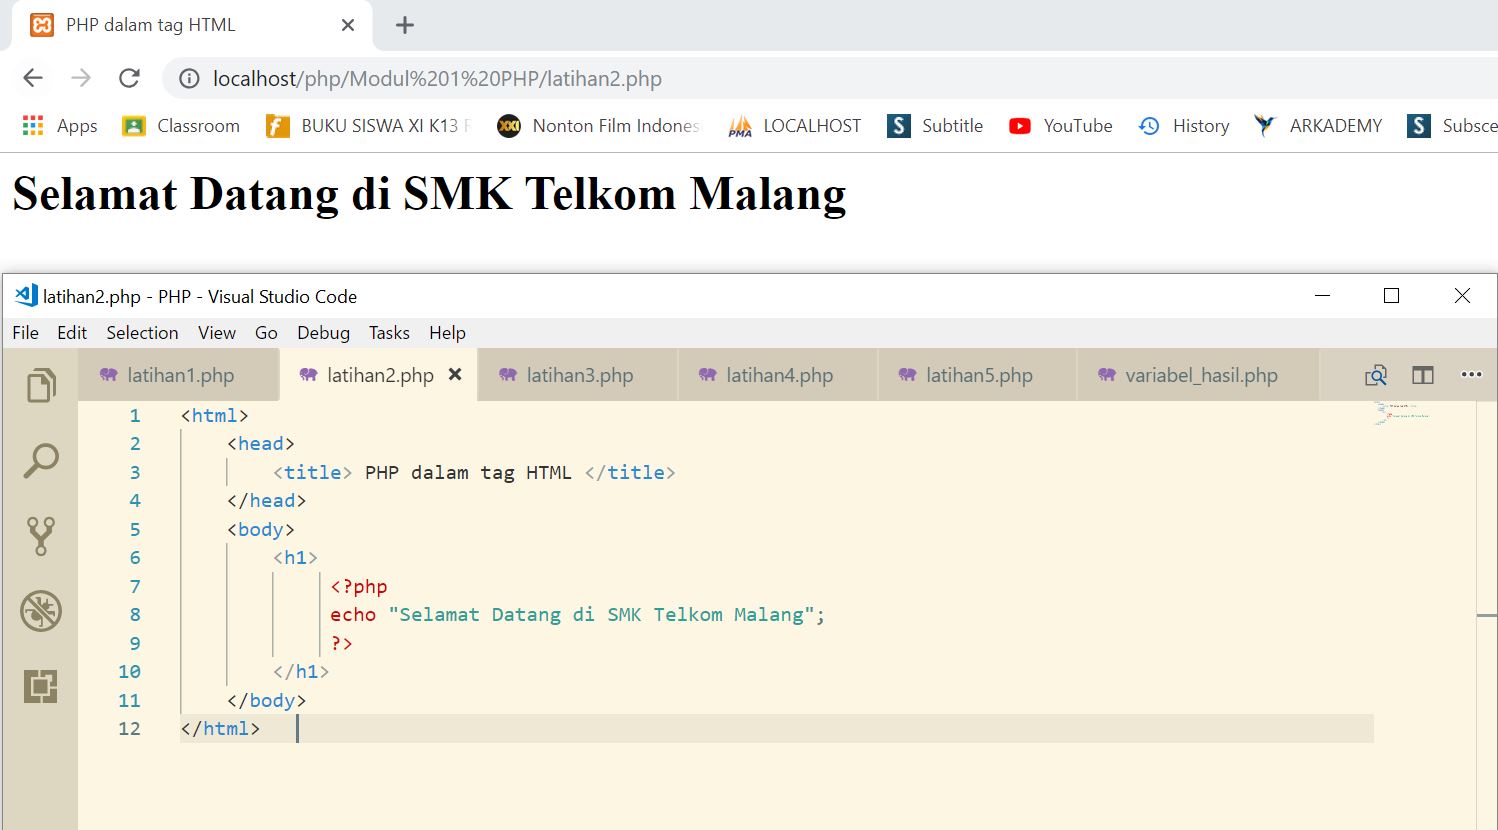 PHP dalam tag HTML
localhost/php/Modul%201%20PHP/latihan2.php
Apps Classroom BUKU SISWA XI K13 XXI Nonton Film Indones PMA LOCALHOST S Subtitle YouTube History ARKADEMY S Subsce
Selamat Datang di SMK Telkom Malang
latihan2.php - PHP - Visual Studio Code
File Edit Selection View Go Debug Tasks Help
latihan1.php latihan2.php latihan3.php latihan4.php latihan5.php variabel_hasil.php
1 <html>
2 <head>
3 <title> PHP dalam tag HTML </title>
4 </head>
5 <body>
6 <h1>
7 <?php
8 echo "Selamat Datang di SMK Telkom Malang";
9 ?>
10 </h1>
11 </body>
12 </html>